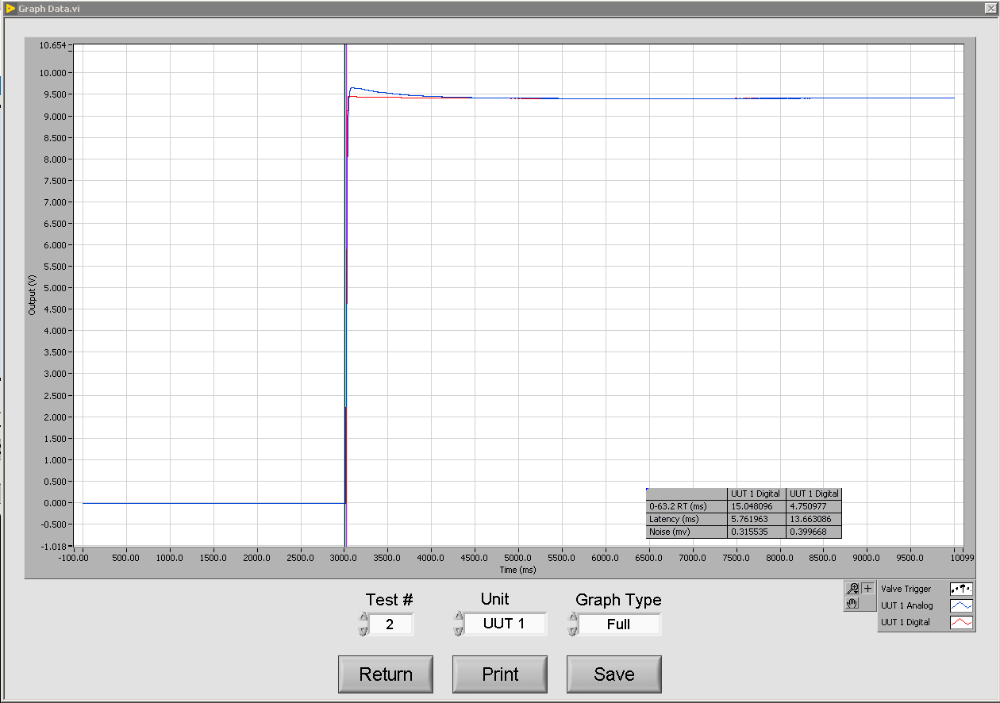 Graph Data.vi
10.654
10.000
9.500
9.000
8.500
8.000
7.500
7.000
6.500
6.000
5.500
5.000
4.500
4.000
3.500
3.000
2.500
2.000
1.500
1.000
0.500
0.000
-0.500
-1.018
Output (V)
-100.00 500.00 1000.0 1500.0 2000.0 2500.0 3000.0 3500.0 4000.0 4500.0 5000.0 5500.0 6000.0 6500.0 7000.0 7500.0 8000.0 8500.0 9000.0 9500.0 10099
Time (ms)
UUT 1 Digital UUT 1 Digital
0-63.2 RT (ms) 15.048096 4.750977
Latency (ms) 5.761963 13.663086
Noise (mv) 0.315535 0.399668
Valve Trigger
UUT 1 Analog
UUT 1 Digital
Test # Unit Graph Type
2 UUT 1 Full
Return Print Save